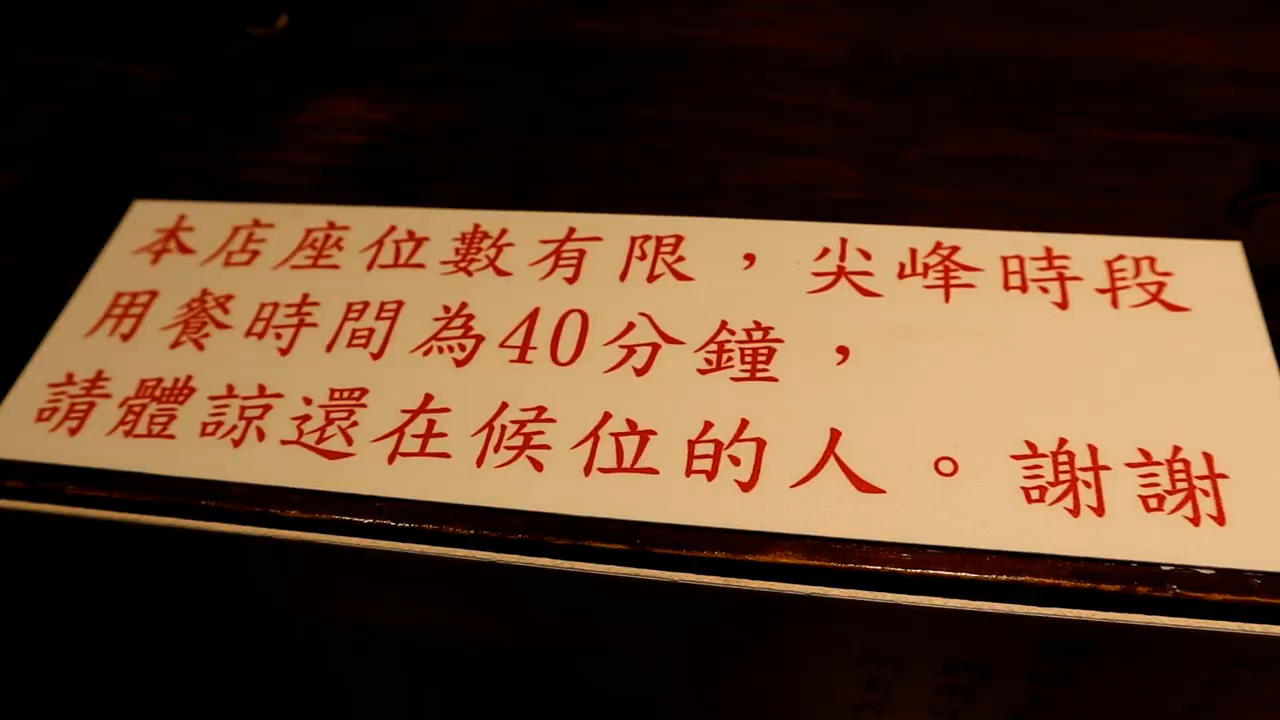 本店座位數有限，尖峰時段
用餐時間為40分鐘，
請體諒還在候位的人。謝謝